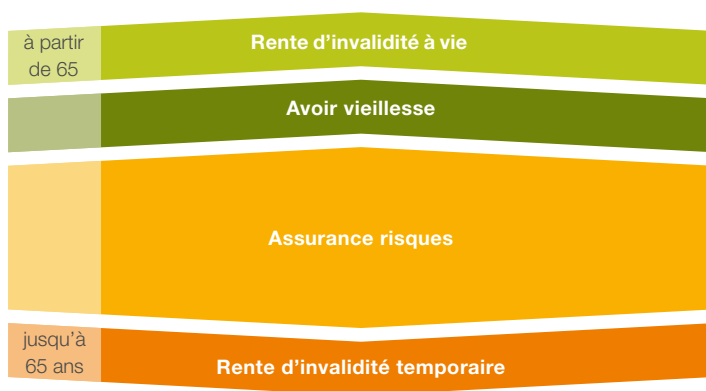 à partir
de 65
Rente d’invalidité à vie
Avoir vieillesse
Assurance risques
jusqu’à
65 ans
Rente d’invalidité temporaire